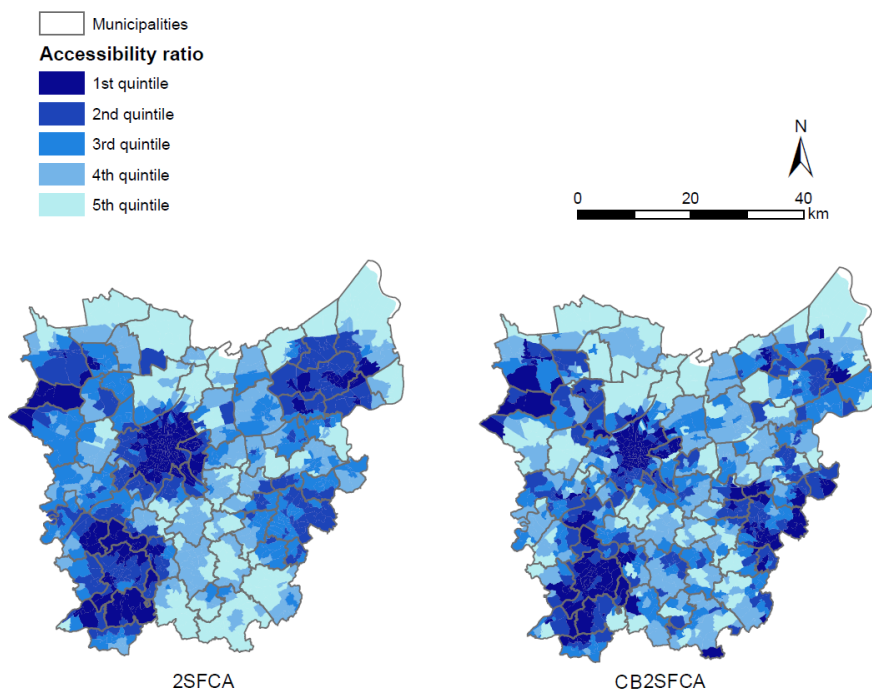 Municipalities
Accessibility ratio
1st quintile
2nd quintile
3rd quintile
4th quintile
5th quintile
N
0 20 40
km
2SFCA
CB2SFCA